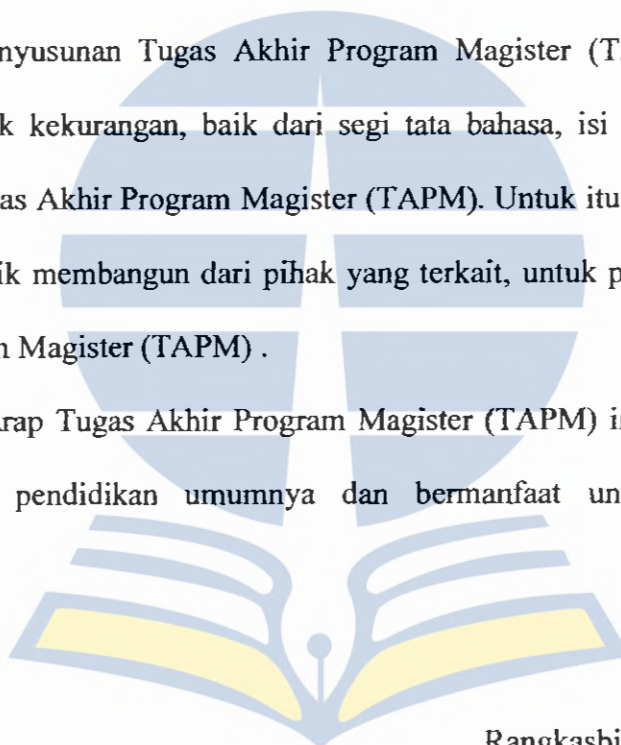 nyusunan Tugas Akhir Program Magister (T
k kekurangan, baik dari segi tata bahasa, isi
as Akhir Program Magister (TAPM). Untuk itu
ik membangun dari pihak yang terkait, untuk p
n Magister (TAPM) .
rap Tugas Akhir Program Magister (TAPM) i
pendidikan umumnya dan bermanfaat un
Rangkasbi